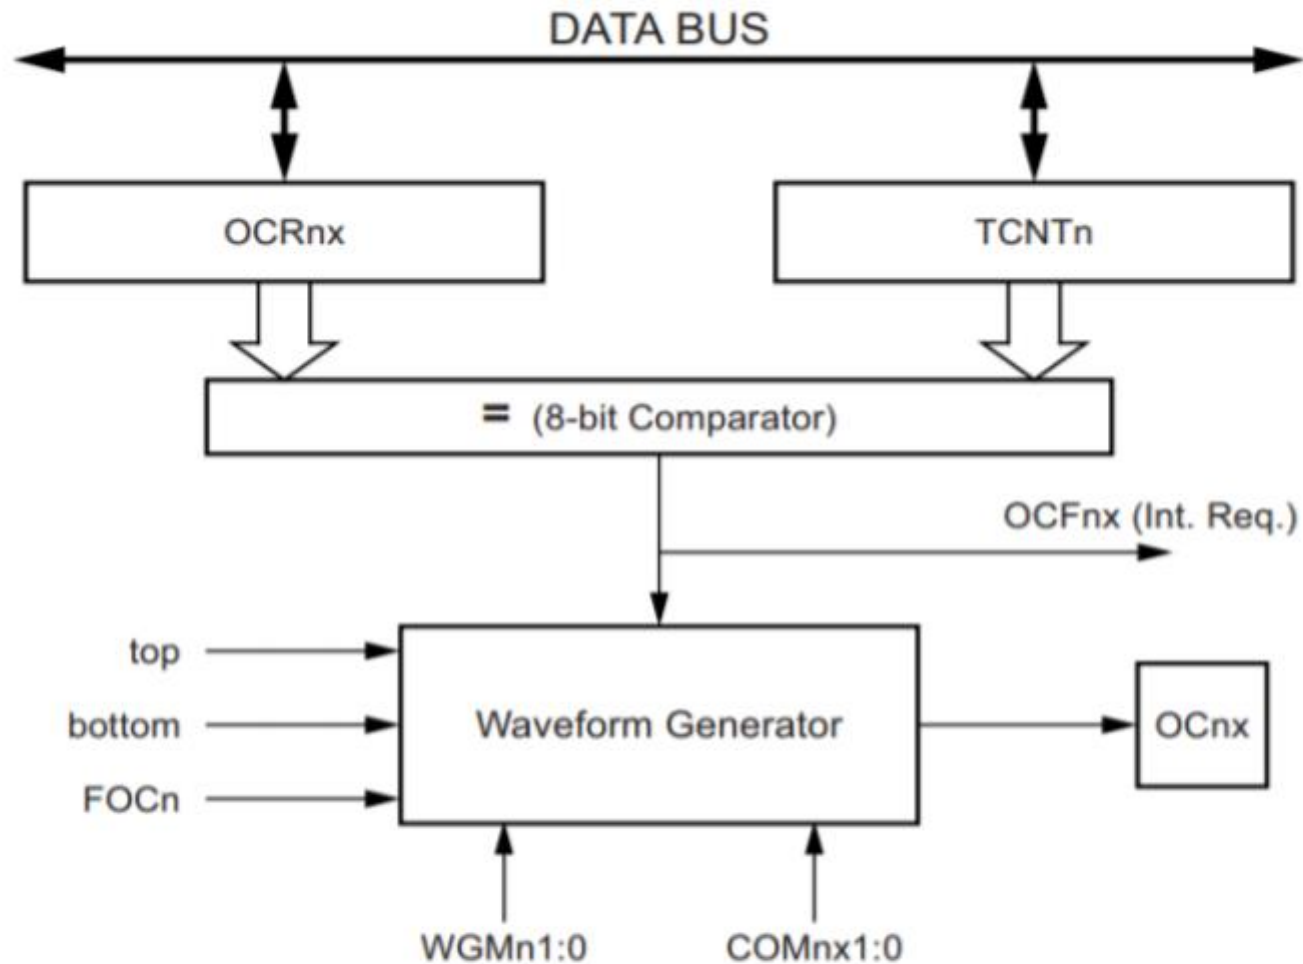 DATA BUS
OCRnx
TCNTn
= (8-bit Comparator)
OCFnx (Int. Req.)
top
bottom
FOCn
Waveform Generator
OCnx
WGMn1:0
COMnx1:0